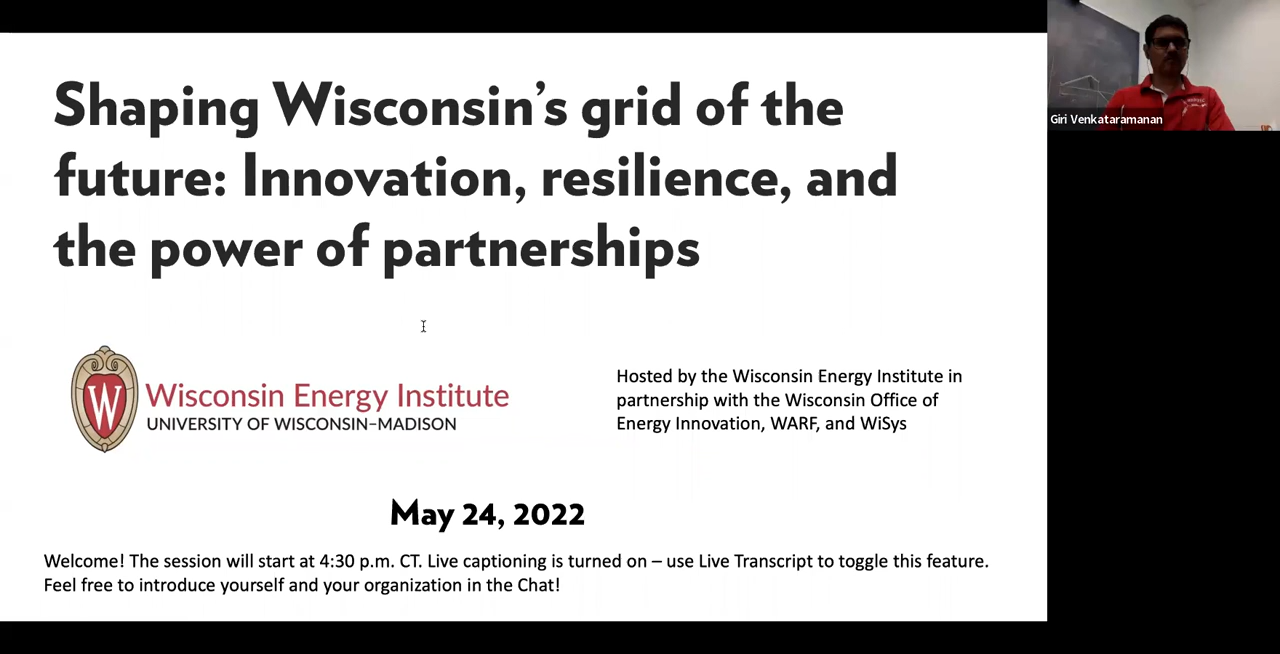 Shaping Wisconsin’s grid of the
future: Innovation, resilience, and
the power of partnerships
Giri Venkataramanan
W
Wisconsin Energy Institute
UNIVERSITY OF WISCONSIN–MADISON
Hosted by the Wisconsin Energy Institute in
partnership with the Wisconsin Office of
Energy Innovation, WARF, and WiSys
May 24, 2022
Welcome! The session will start at 4:30 p.m. CT. Live captioning is turned on – use Live Transcript to toggle this feature.
Feel free to introduce yourself and your organization in the Chat!